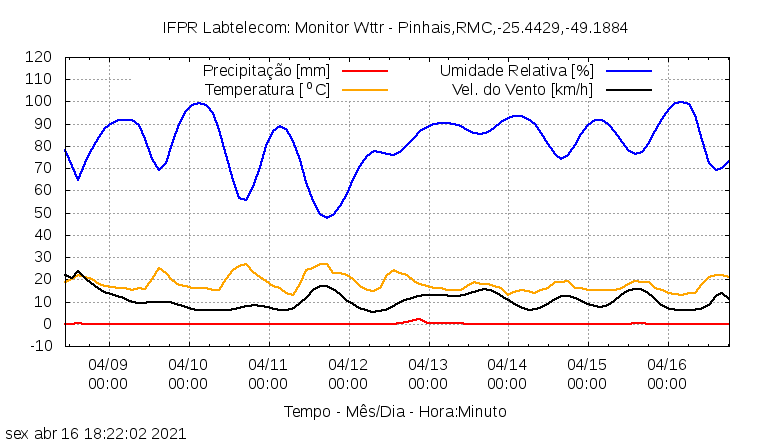 IFPR Labtelecom: Monitor Wttr - Pinhais,RMC,-25.4429,-49.1884
120
110
100
90
80
70
60
50
40
30
20
10
0
-10
Precipitação [mm]
Temperatura [ ⁰C]
Umidade Relativa [%]
Vel. do Vento [km/h]
04/09 04/10 04/11 04/12 04/13 04/14 04/15 04/16
00:00 00:00 00:00 00:00 00:00 00:00 00:00 00:00
Tempo - Mês/Dia - Hora:Minuto
sex abr 16 18:22:02 2021